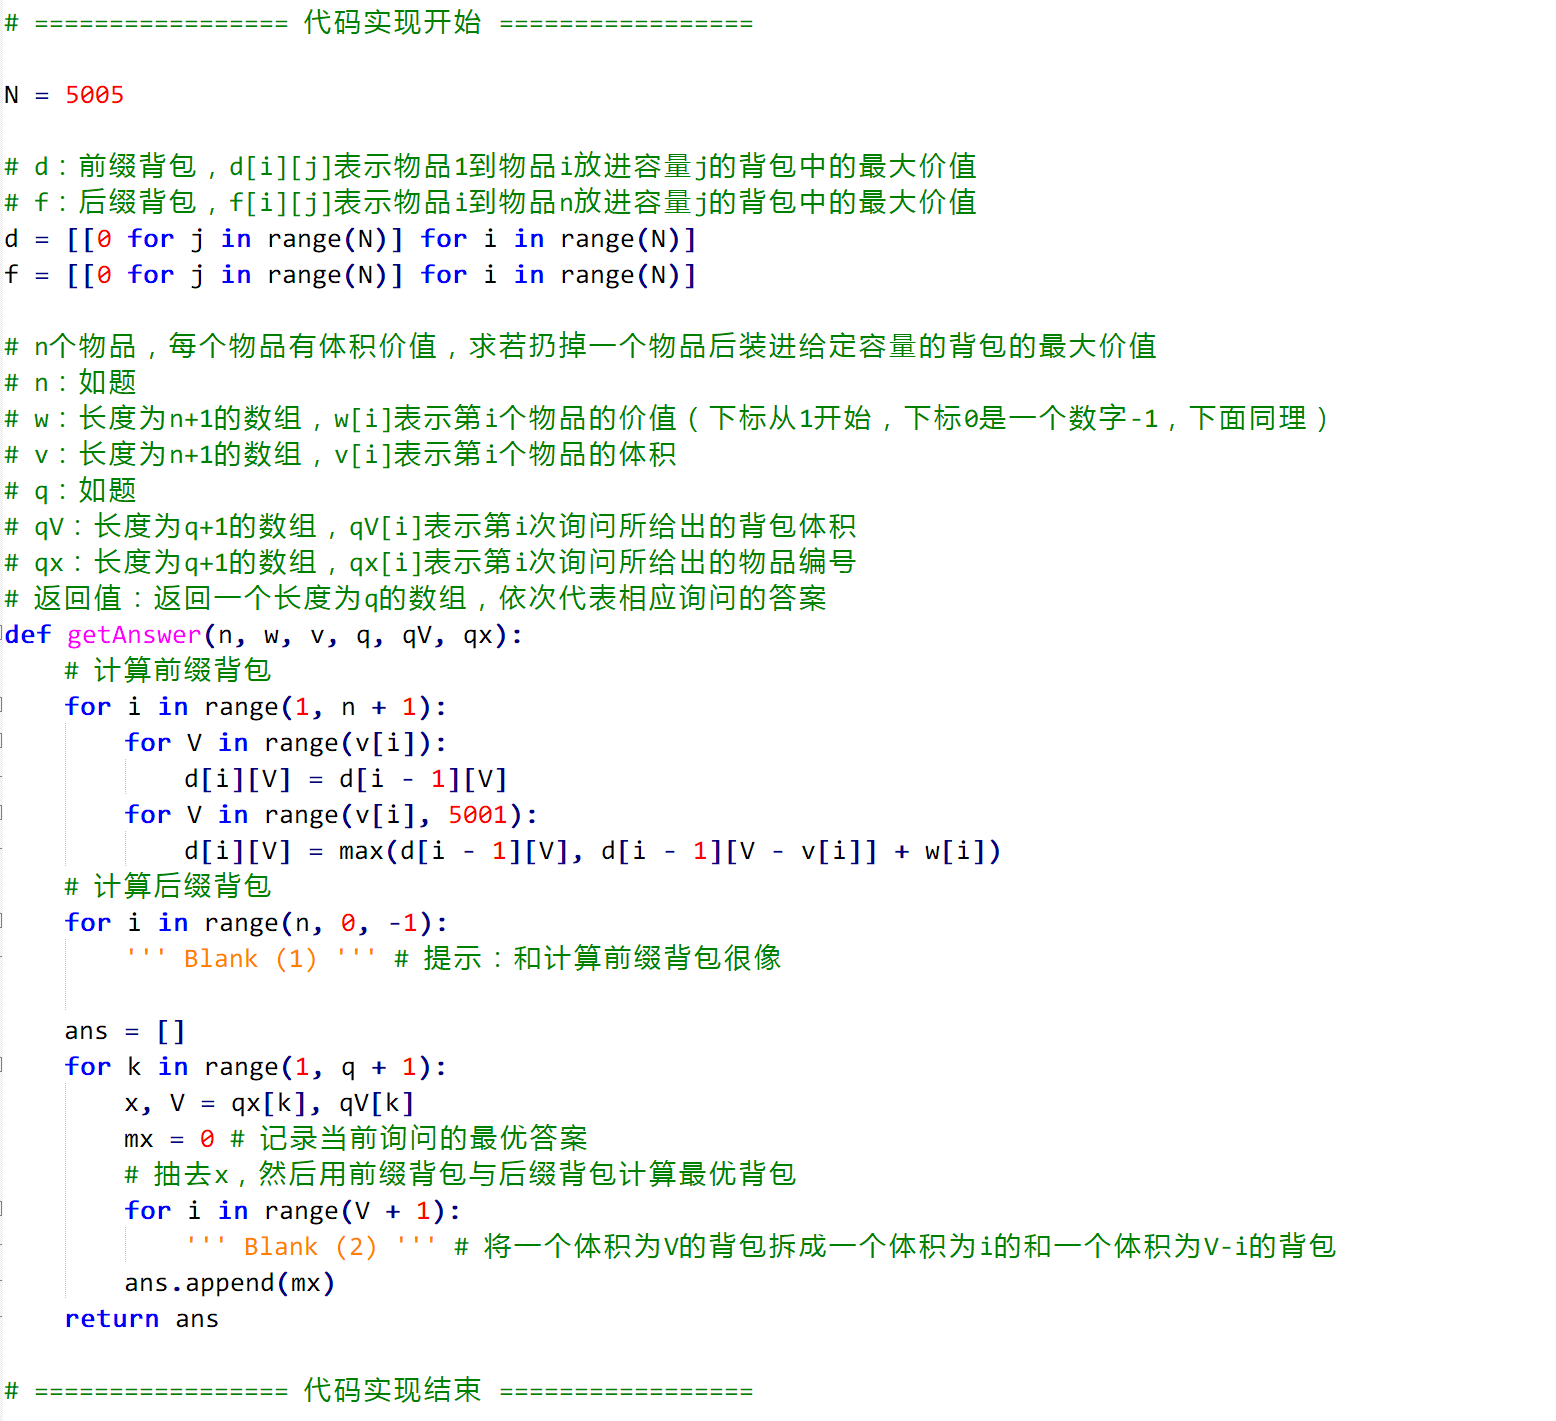 # ================= 代码实现开始 =================
N = 5005
# d：前缀背包，d[i][j]表示物品1到物品i放进容量j的背包中的最大价值
# f：后缀背包，f[i][j]表示物品i到物品n放进容量j的背包中的最大价值
d = [[0 for j in range(N)] for i in range(N)]
f = [[0 for j in range(N)] for i in range(N)]
# n个物品，每个物品有体积价值，求若扔掉一个物品后装进给定容量的背包的最大价值
# n：如题
# w：长度为n+1的数组，w[i]表示第i个物品的价值（下标从1开始，下标0是一个数字-1，下面同理）
# v：长度为n+1的数组，v[i]表示第i个物品的体积
# q：如题
# qV：长度为q+1的数组，qV[i]表示第i次询问所给出的背包体积
# qx：长度为q+1的数组，qx[i]表示第i次询问所给出的物品编号
# 返回值：返回一个长度为q的数组，依次代表相应询问的答案
def getAnswer(n, w, v, q, qV, qx):
    # 计算前缀背包
    for i in range(1, n + 1):
        for V in range(v[i]):
            d[i][V] = d[i - 1][V]
        for V in range(v[i], 5001):
            d[i][V] = max(d[i - 1][V], d[i - 1][V - v[i]] + w[i])
    # 计算后缀背包
    for i in range(n, 0, -1):
        ''' Blank (1) ''' # 提示：和计算前缀背包很像
    ans = []
    for k in range(1, q + 1):
        x, V = qx[k], qV[k]
        mx = 0 # 记录当前询问的最优答案
        # 抽去x，然后用前缀背包与后缀背包计算最优背包
        for i in range(V + 1):
            ''' Blank (2) ''' # 将一个体积为V的背包拆成一个体积为i的和一个体积为V-i的背包
        ans.append(mx)
    return ans
# ================= 代码实现结束 =================